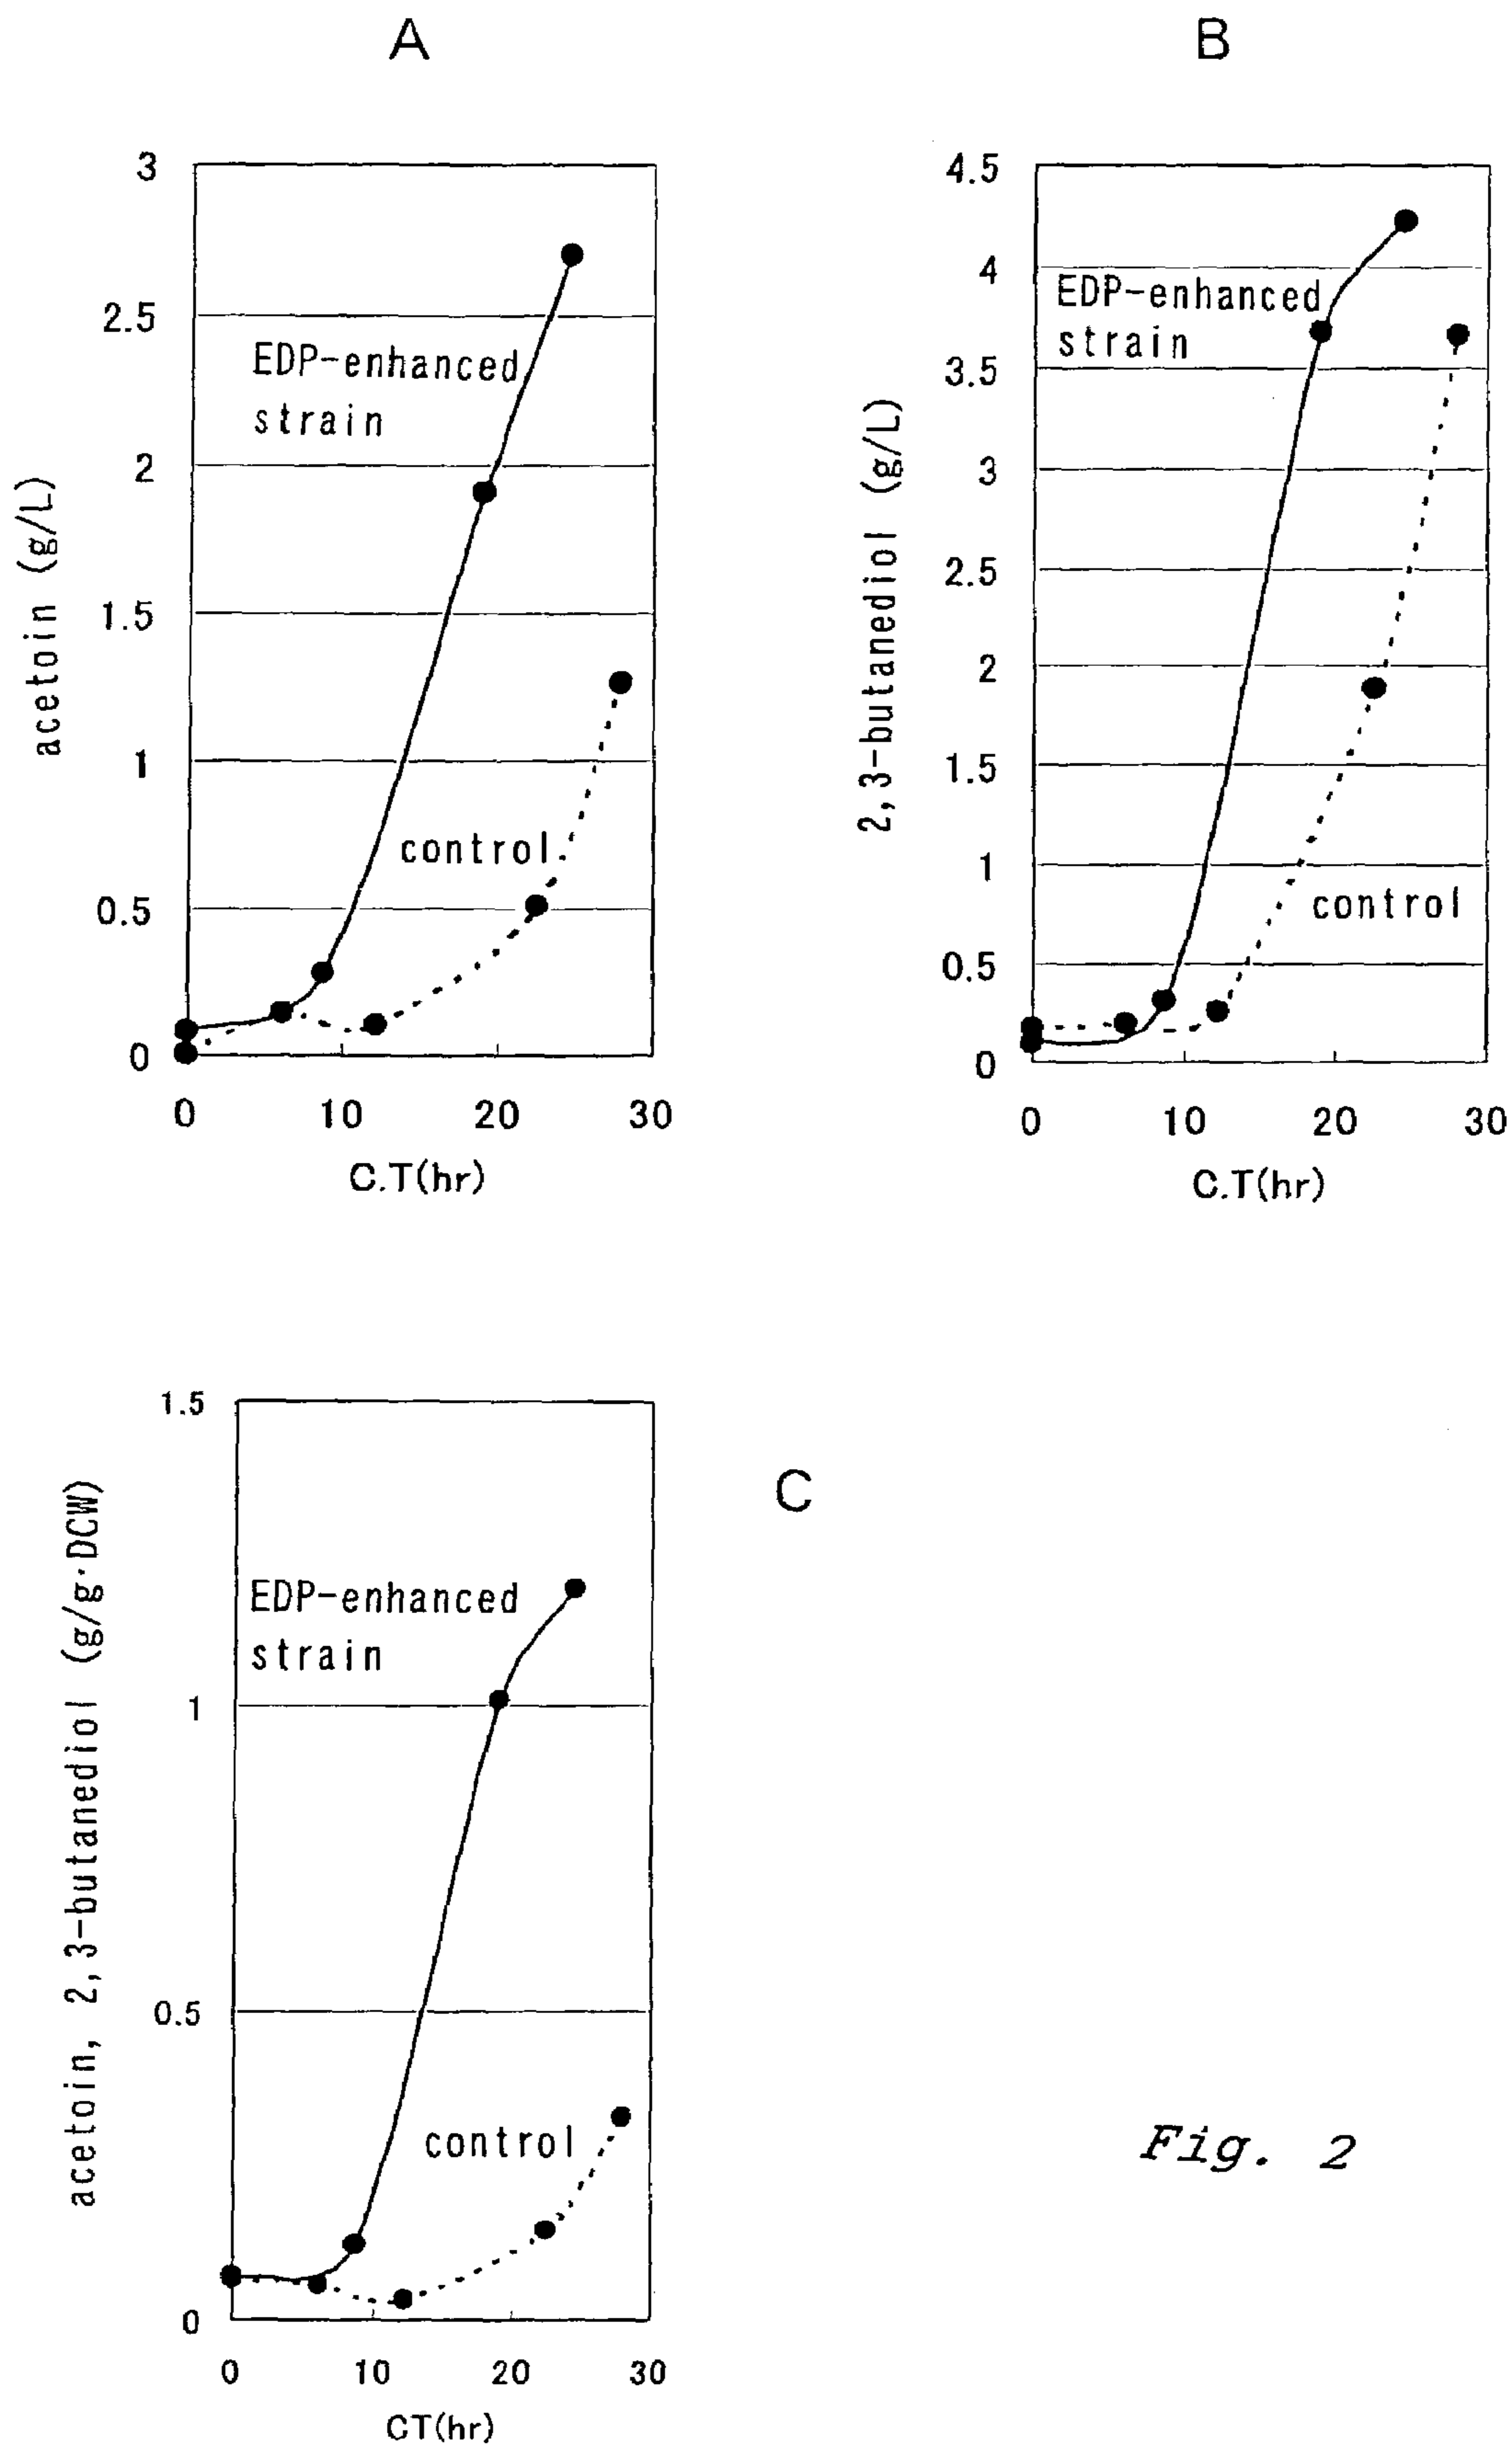 A
3
2.5
2
1.5
1
0.5
0
acetoin (g/L)
EDP-enhanced
strain
control
0 10 20 30
C.T(hr)
B
4.5
4
3.5
3
2.5
2
1.5
1
0.5
0
2,3-butanediol (g/L)
EDP-enhanced
strain
control
0 10 20 30
C.T(hr)
C
1.5
1
0.5
0
acetoin, 2,3-butanediol (g/g·DCW)
EDP-enhanced
strain
control
0 10 20 30
CT(hr)
Fig. 2